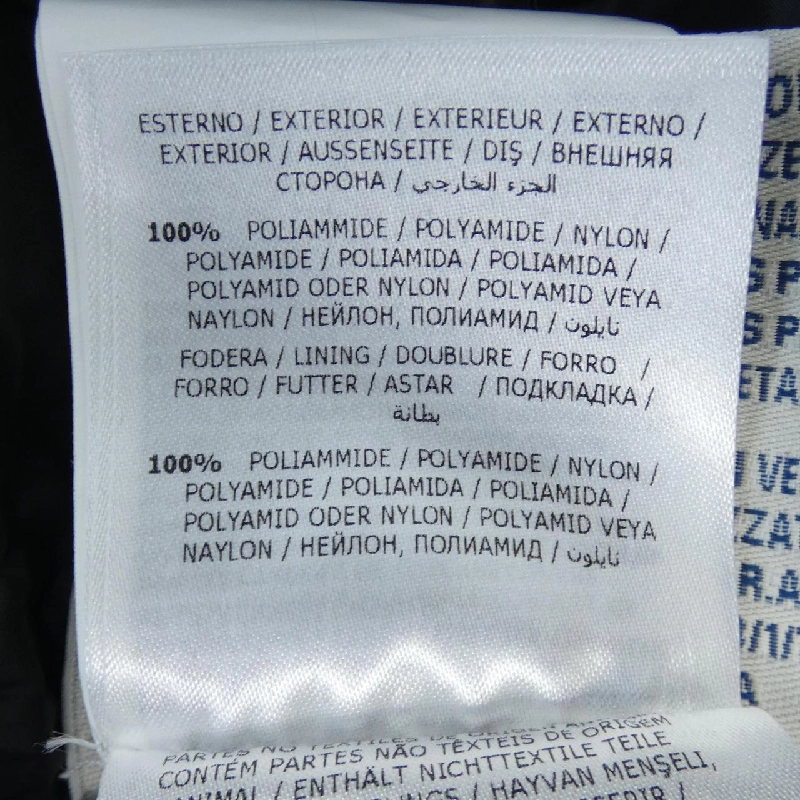 ESTERNO / EXTERIOR / EXTERIEUR / EXTERNO /
EXTERIOR / AUSSENSEITE / DIŞ / ВНЕШНЯЯ
СТОРОНА / الجزء الخارجي
100% POLIAMMIDE / POLYAMIDE / NYLON /
POLYAMIDE / POLIAMIDA / POLIAMIDA /
POLYAMID ODER NYLON / POLYAMID VEYA
NAYLON / НЕЙЛОН, ПОЛИАМИД / نايلون
FODERA / LINING / DOUBLURE / FORRO /
FORRO / FUTTER / ASTAR / ПОДКЛАДКА /
بطانة
100% POLIAMMIDE / POLYAMIDE / NYLON /
POLYAMIDE / POLIAMIDA / POLIAMIDA /
POLYAMID ODER NYLON / POLYAMID VEYA
NAYLON / НЕЙЛОН, ПОЛИАМИД / نايلون
CONTÉM PARTES NÃO TÊXTEIS DE ORIGEM
ANIMAL / ENTHÄLT NICHTTEXTILE TEILE
/ HAYVAN MENŞELİ,